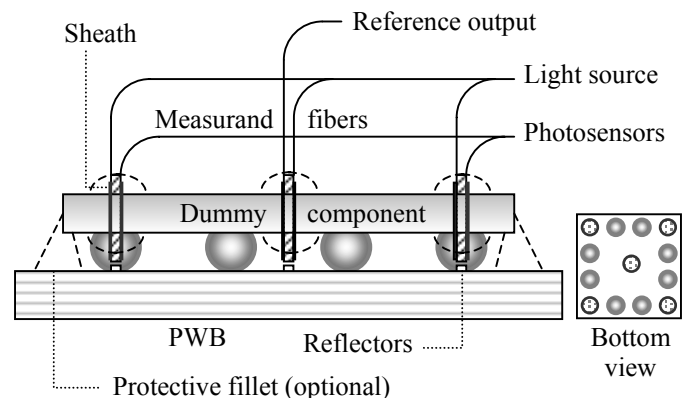 Reference output
Sheath
Light source
Measurand fibers
Photosensors
Dummy component
PWB
Reflectors
Bottom
view
Protective fillet (optional)